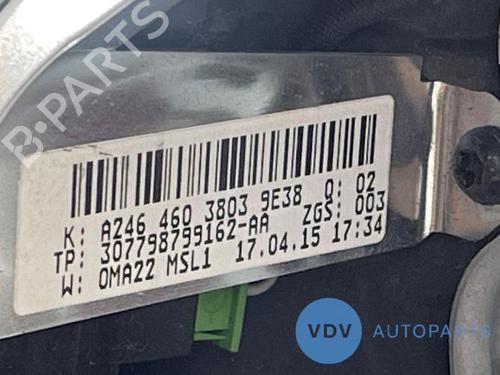 B-PARTS
K: A246 460 3803 9E38 Q: 02
TP: 307798799162-AA ZGS: 003
W: OMA22 MSL1 17.04.15 17:34
VDV AUTOPARTS